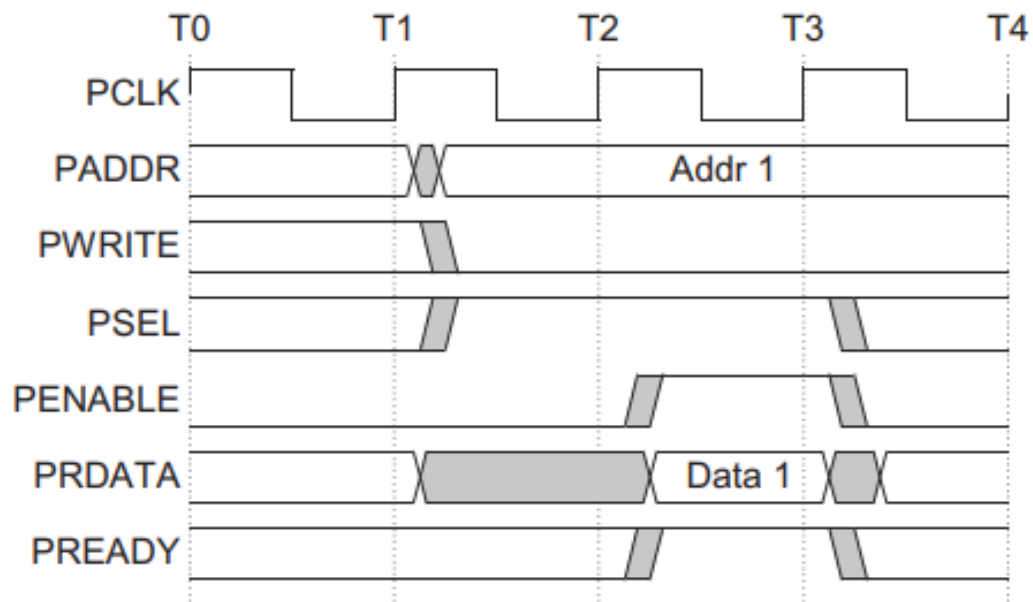 T0 T1 T2 T3 T4
PCLK
PADDR Addr 1
PWRITE
PSEL
PENABLE
PRDATA Data 1
PREADY